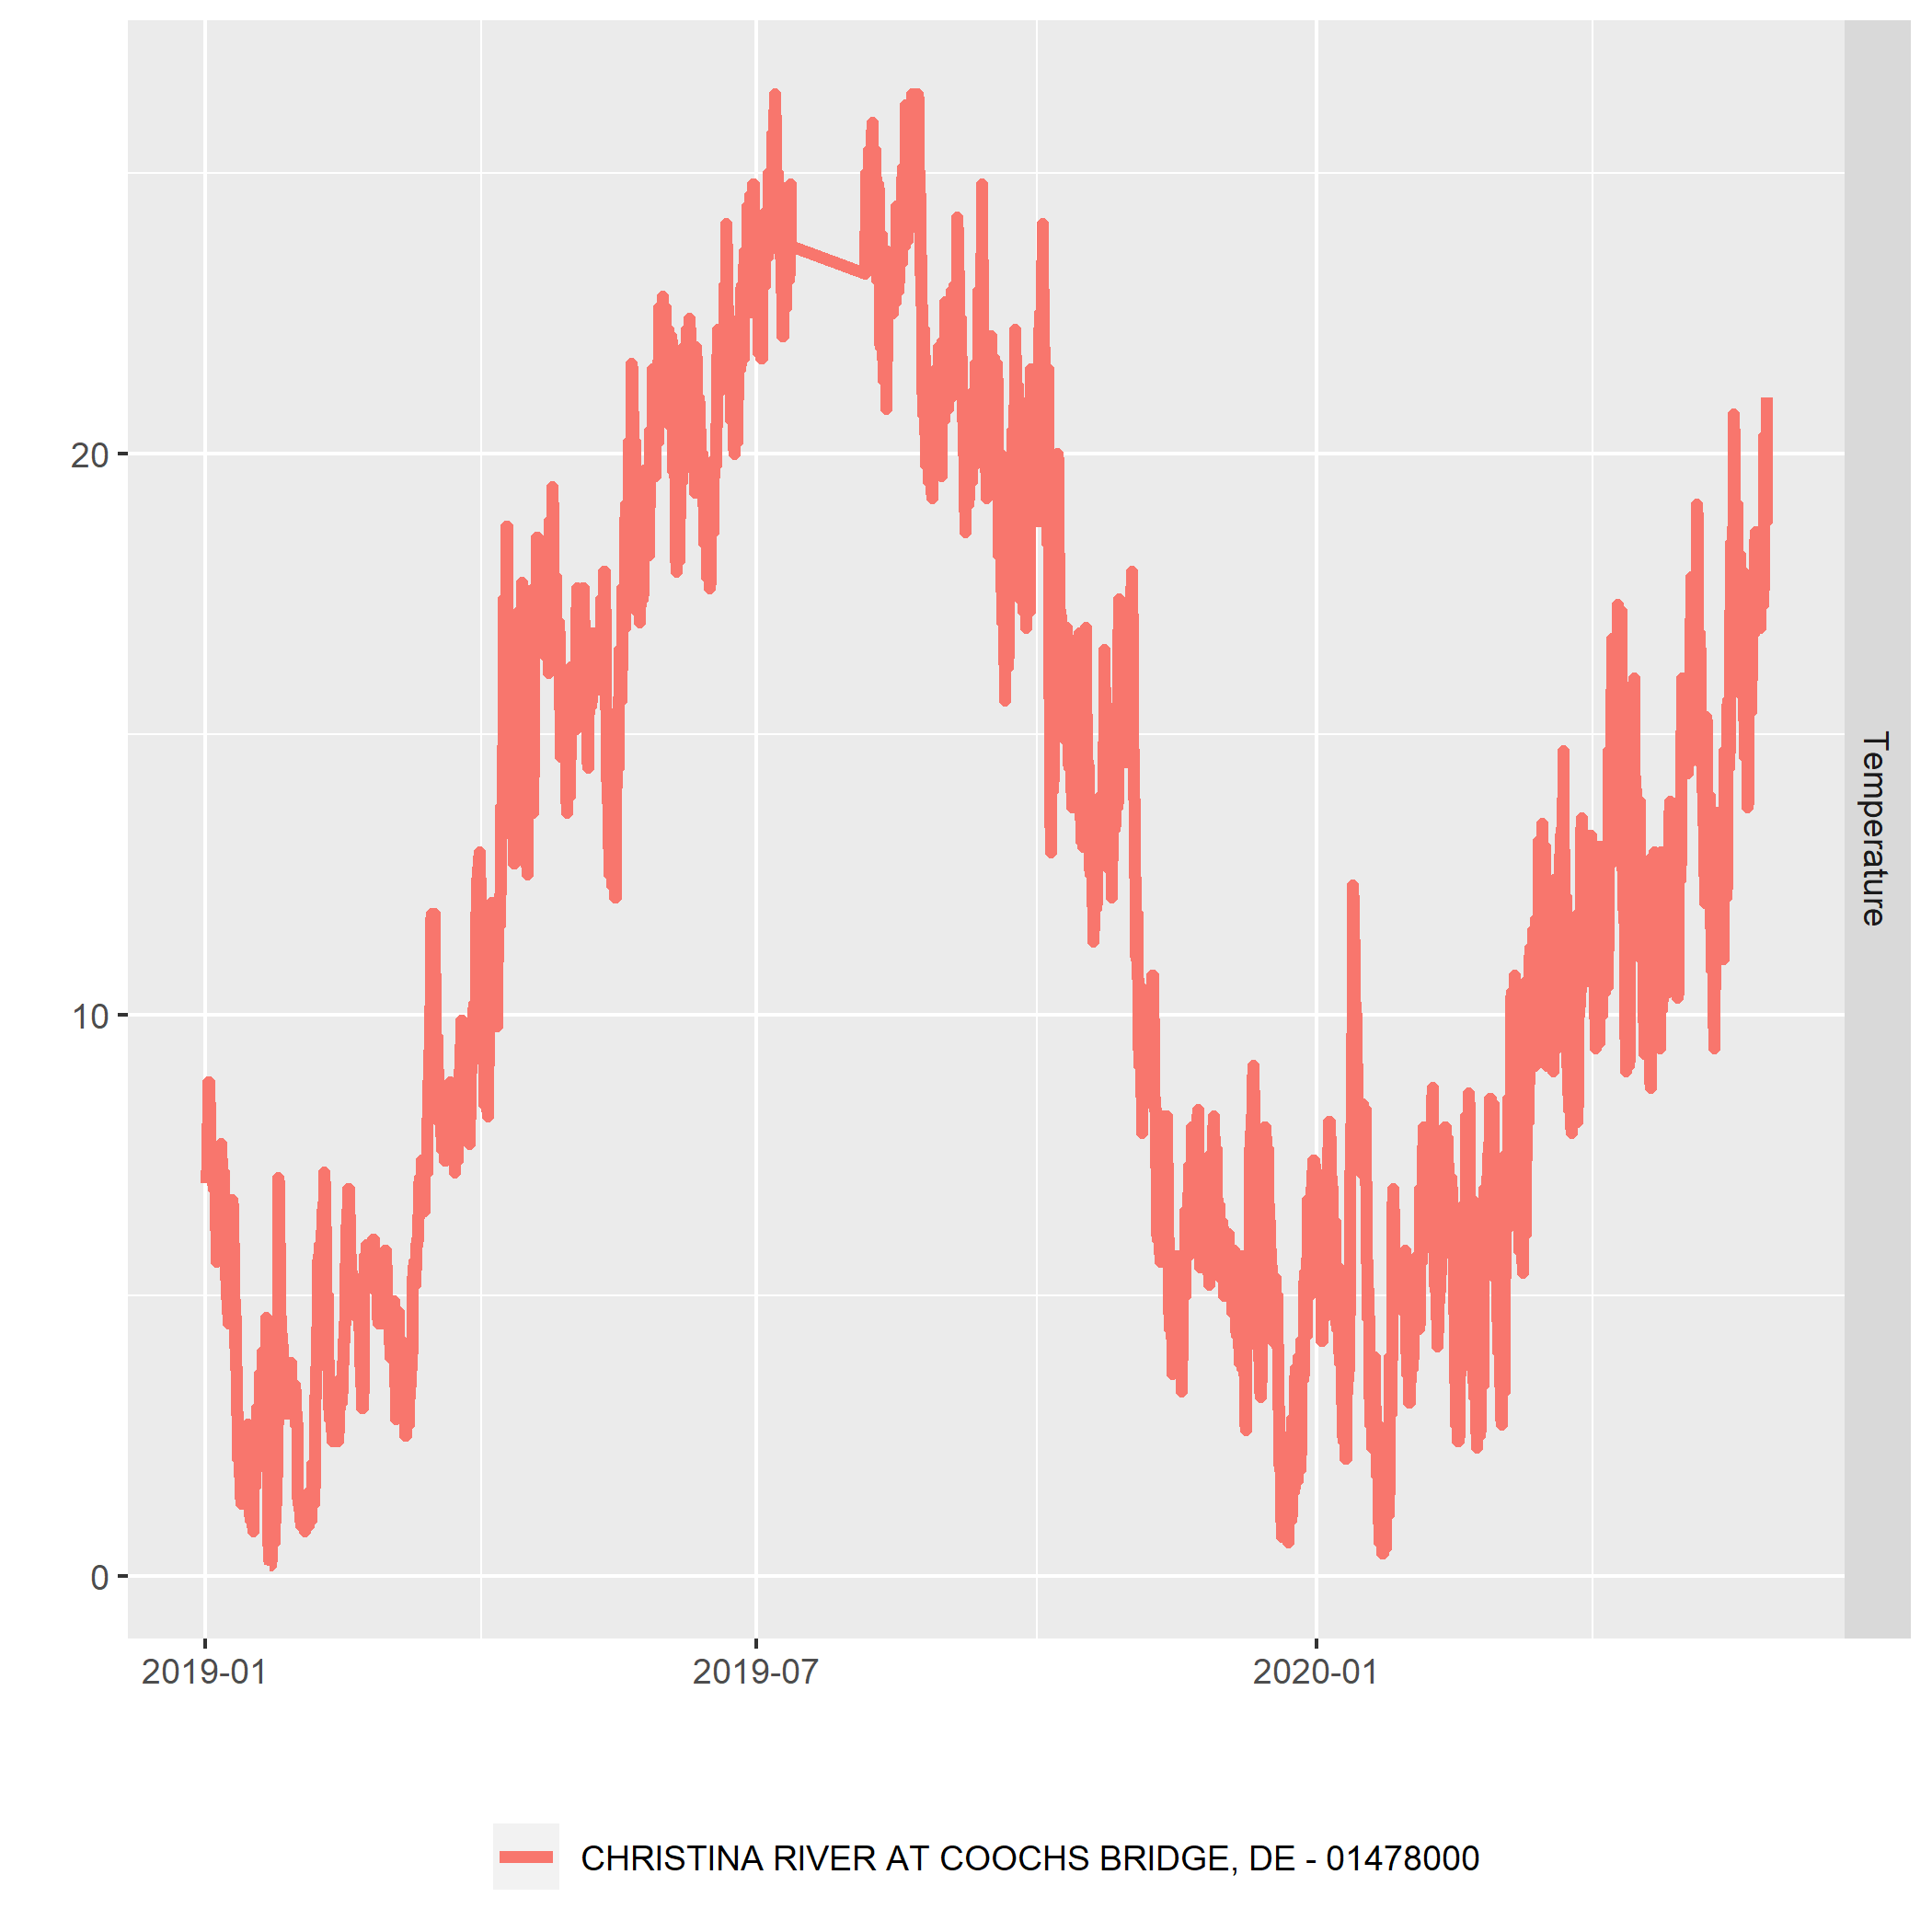 20
10
0
Temperature
2019-01 2019-07 2020-01
CHRISTINA RIVER AT COOCHS BRIDGE, DE - 01478000